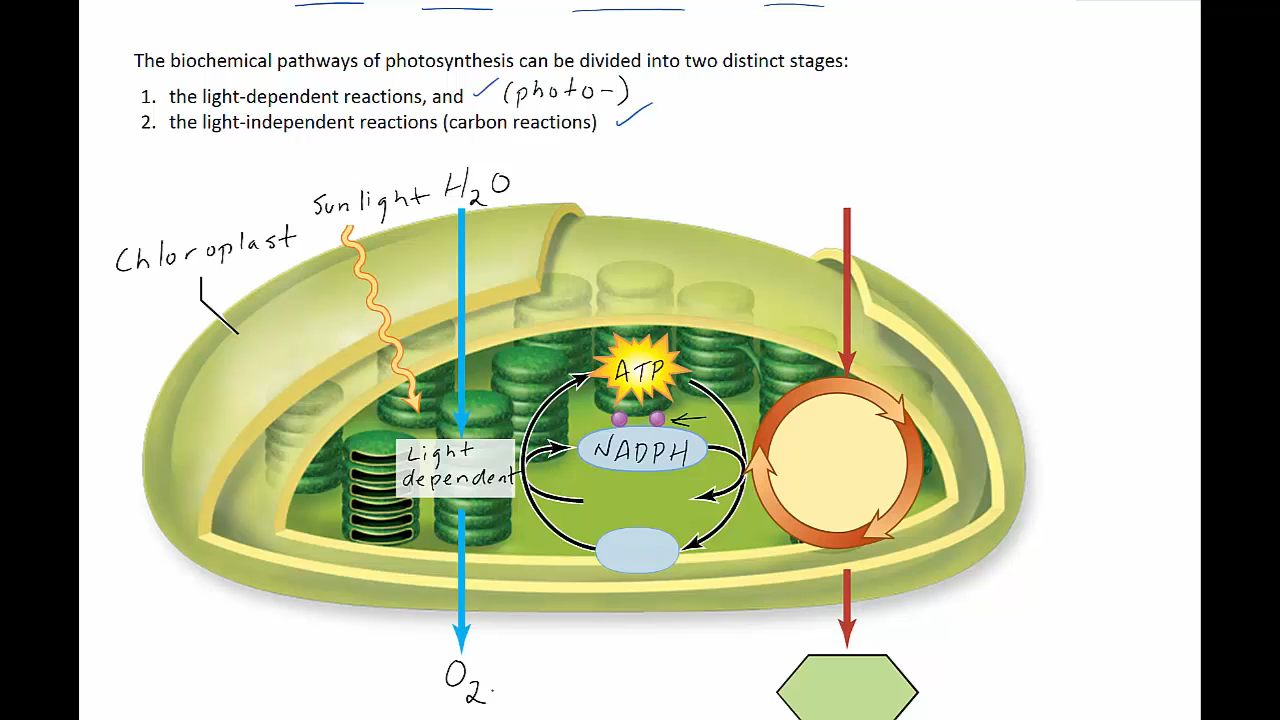 The biochemical pathways of photosynthesis can be divided into two distinct stages:
1. the light-dependent reactions, and (photo-)
2. the light-independent reactions (carbon reactions)
Sunlight H2O
Chloroplast
ATP
NADPH
Light
dependent
O2